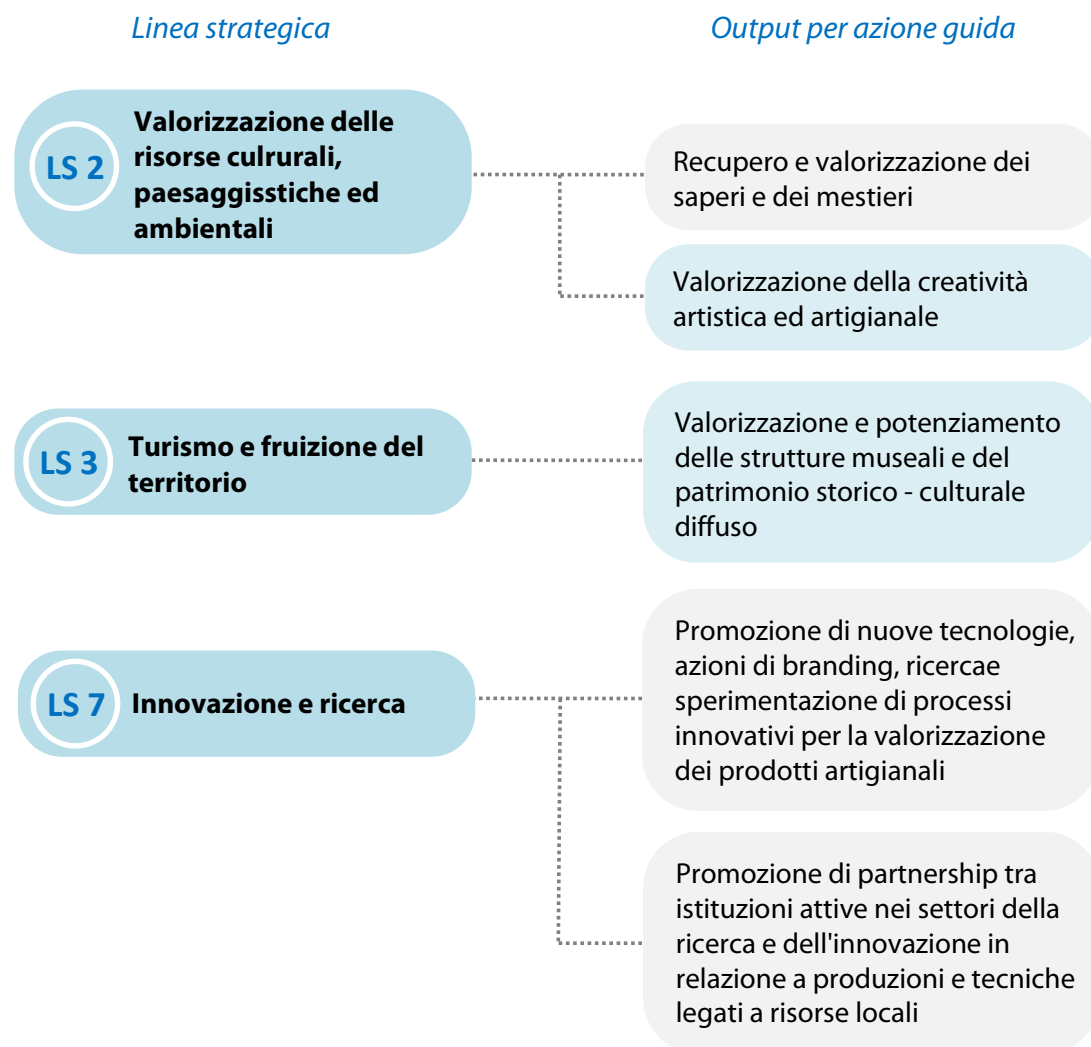 Linea strategica
Output per azione guida
LS 2
Valorizzazione delle
risorse culrurali,
paesaggisstiche ed
ambientali
Recupero e valorizzazione dei
saperi e dei mestieri
Valorizzazione della creatività
artistica ed artigianale
LS 3
Turismo e fruizione del
territorio
Valorizzazione e potenziamento
delle strutture museali e del
patrimonio storico - culturale
diffuso
LS 7
Innovazione e ricerca
Promozione di nuove tecnologie,
azioni di branding, ricercae
sperimentazione di processi
innovativi per la valorizzazione
dei prodotti artigianali
Promozione di partnership tra
istituzioni attive nei settori della
ricerca e dell'innovazione in
relazione a produzioni e tecniche
legati a risorse locali